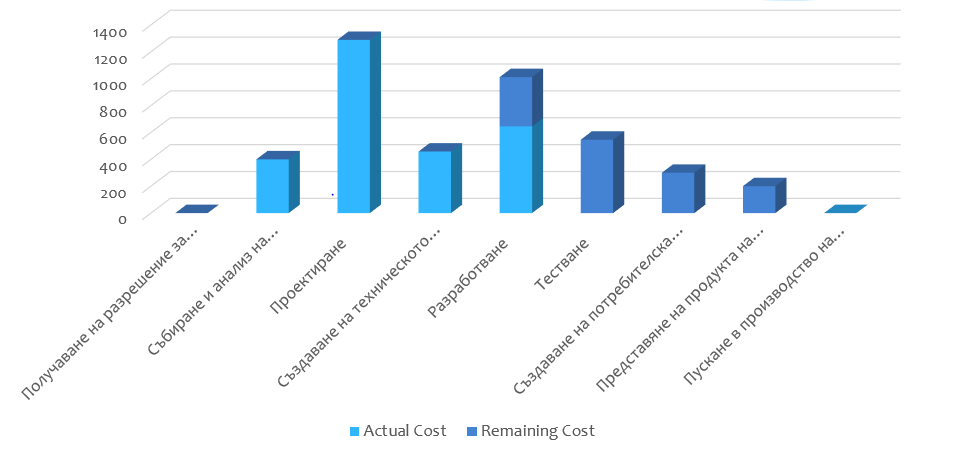 1400
1200
1000
800
600
400
200
0
Получаване на разрешение за...
Събиране и анализ на...
Проектиране
Създаване на техническото...
Разработване
Тестване
Създаване на потребителска...
Представяне на продукта на...
Пускане в производство на...
Actual Cost
Remaining Cost